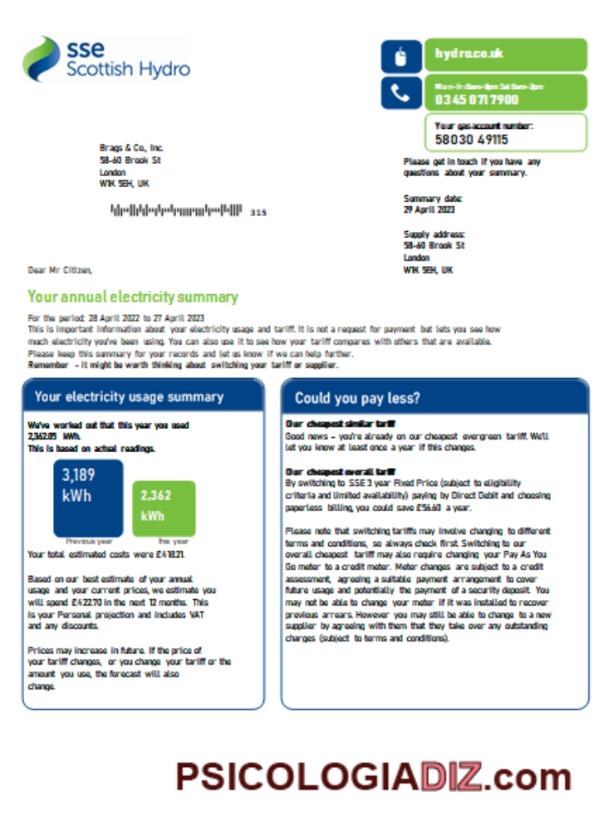 sse
Scottish Hydro
hydro.co.uk
0345 0717900
Your gas account number:
58030 49115
Brags & Co, Inc.
58-60 Brook St
London
W1K 5EH, UK
315
Please get in touch if you have any
questions about your summary.
Summary date:
29 April 2023
Supply address:
58-60 Brook St
London
W1K 5EH, UK
Dear Mr Citizen,
Your annual electricity summary
For the period: 28 April 2022 to 27 April 2023
This is important information about your electricity usage and tariff. It is not a request for payment but lets you see how
much electricity you've been using. You can also use it to see how your tariff compares with others that are available.
Please keep this summary for your records and let us know if we can help further.
Remember - it might be worth thinking about switching your tariff or supplier.
Your electricity usage summary
We've worked out that this year you used
2,362.05 kWh.
This is based on actual readings.
3,189
kWh
2,362
kWh
Previous year
This year
Your total estimated costs were £418.21.
Based on our best estimate of your annual
usage and your current prices, we estimate you
will spend £422.70 in the next 12 months. This
is your Personal projection and includes VAT
and any discounts.
Prices may increase in future. If the price of
your tariff changes, or you change your tariff or the
amount you use, the forecast will also
change.
Could you pay less?
Our cheapest similar tariff
Good news - you're already on our cheapest evergreen tariff. We'll
let you know at least once a year if this changes.
Our cheapest overall tariff
By switching to SSE 3 year Fixed Price (subject to eligibility
criteria and limited availability) paying by Direct Debit and choosing
paperless billing, you could save £56.60 a year.
Please note that switching tariffs may involve changing to different
terms and conditions, so always check first. Switching to our
overall cheapest tariff may also require changing your Pay As You
Go meter to a credit meter. Meter changes are subject to a credit
assessment, agreeing a suitable payment arrangement to cover
future usage and potentially the payment of a security deposit. You
may not be able to change your meter if it was installed to recover
previous arrears. However you may still be able to change to a new
supplier by agreeing with them that they take over any outstanding
charges (subject to terms and conditions).
PSICOLOGIADIZ.com